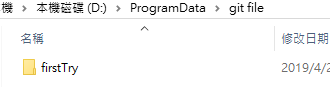 機 › 本機磁碟 (D:) › ProgramData › git file
名稱 修改日期
firstTry 2019/4/2